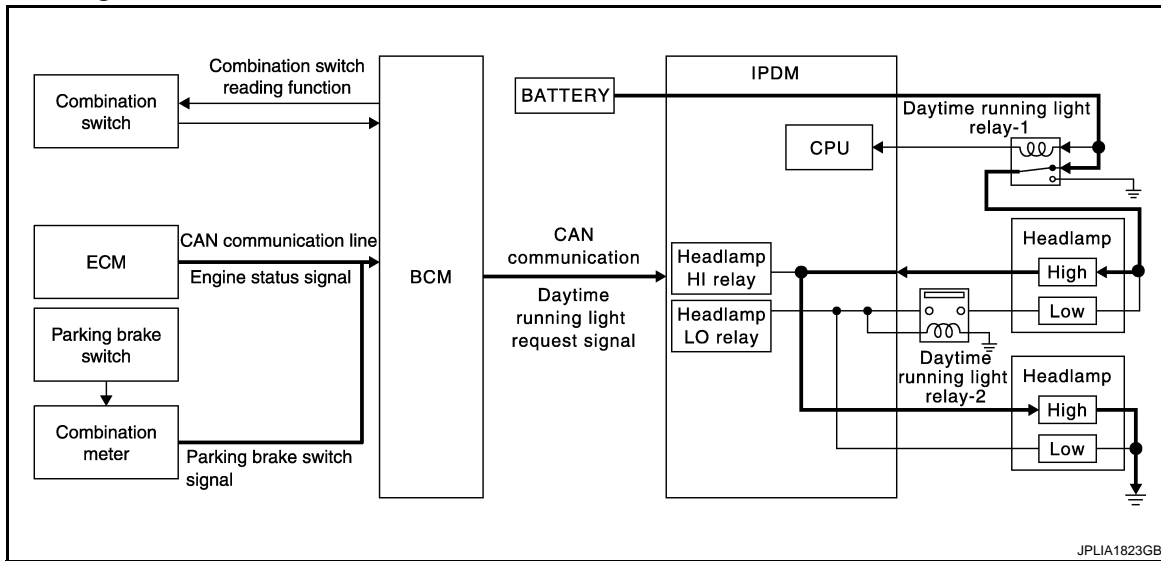 Combination switch
reading function
Combination
switch
ECM
CAN communication line
Engine status signal
Parking brake
switch
Combination
meter
Parking brake switch
signal
BCM
CAN
communication
Daytime
running light
request signal
BATTERY
IPDM
CPU
Daytime running light
relay-1
Headlamp
HI relay
Headlamp
LO relay
Headlamp
High
Low
Daytime
running light
relay-2
Headlamp
High
Low
JPLIA1823GB